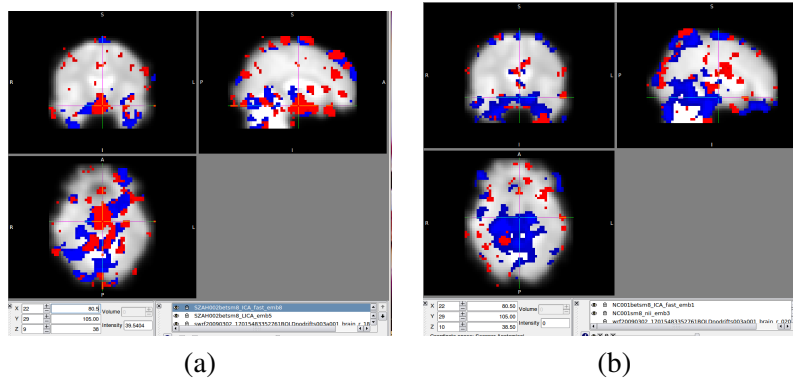 S S
R L P A
I I
A
R L
P
X 22 80.5 Volume
Y 29 105.00
Z 9 38 Intensity 39.5404
SZAH002betsm8_ICA_fast_emb8
SZAH002betsm8_LICA_emb5
(a)
S S
R L P A
I I
A
R L
P
X 22 80.50 Volume
Y 29 105.00
Z 10 38.50 Intensity 0
NC001betsm8_ICA_fast_emb1
NC001sm8_nii_emb3
(b)